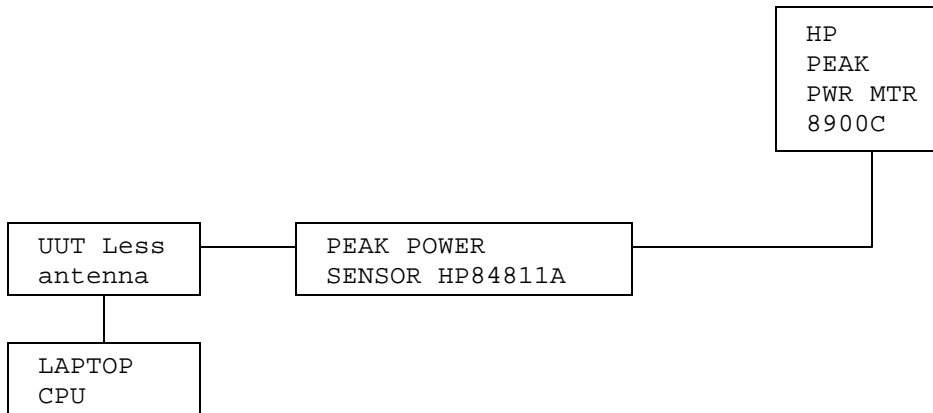 HP
PEAK
PWR MTR
8900C
UUT Less
antenna
PEAK POWER
SENSOR HP84811A
LAPTOP
CPU